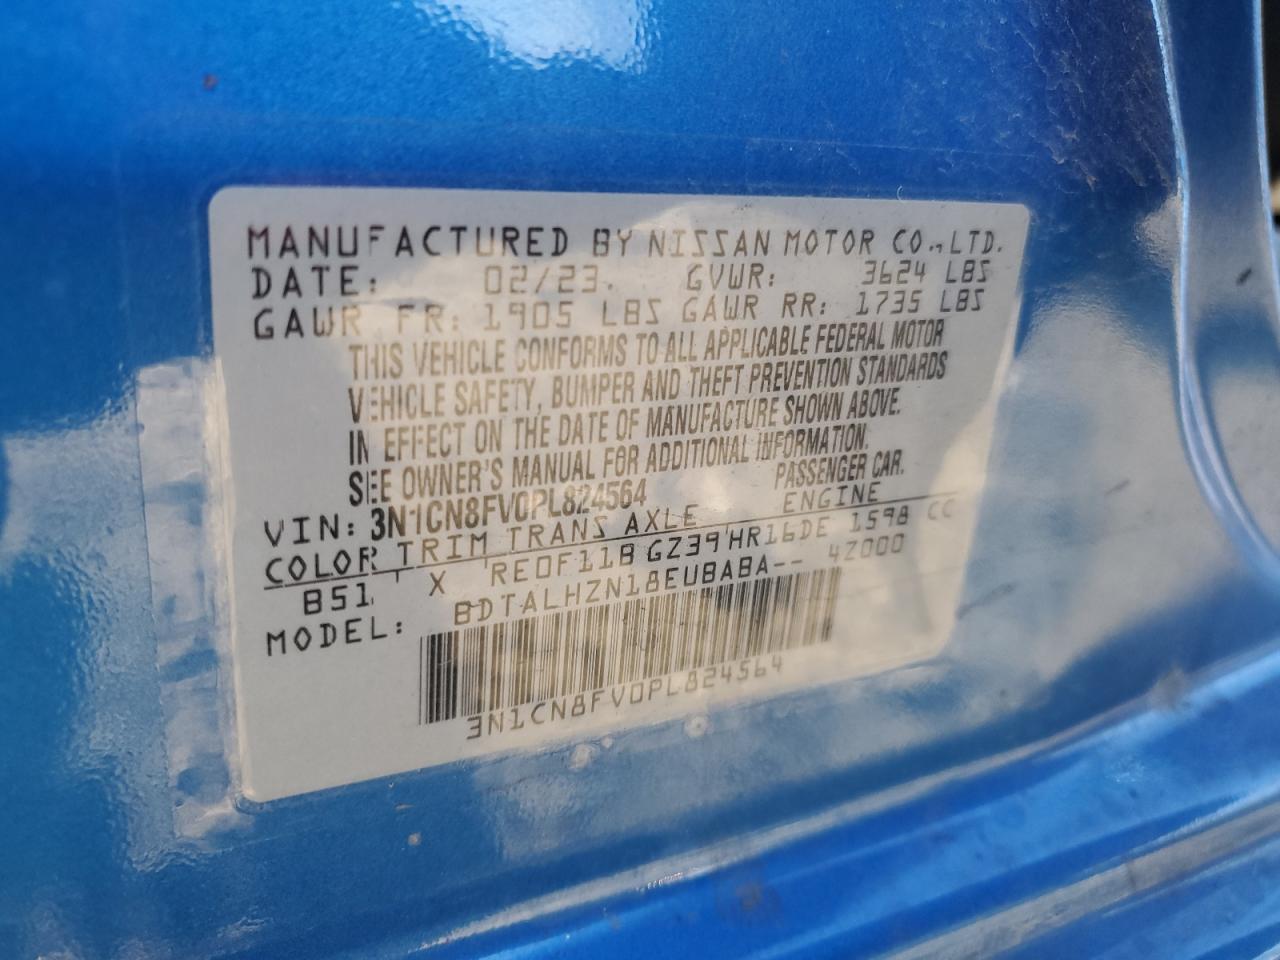 MANUFACTURED BY NISSAN MOTOR CO., LTD.
DATE: 02/23. GVWR: 3624 LBS
GAWR FR: 1905 LBS GAWR RR: 1735 LBS
THIS VEHICLE CONFORMS TO ALL APPLICABLE FEDERAL MOTOR
VEHICLE SAFETY, BUMPER AND THEFT PREVENTION STANDARDS
IN EFFECT ON THE DATE OF MANUFACTURE SHOWN ABOVE.
SEE OWNER'S MANUAL FOR ADDITIONAL INFORMATION.
VIN: 3N1CN8FV0PL824564 PASSENGER CAR.
COLOR TRIM TRANS AXLE ENGINE
B51 X RE0F11B GZ39 HR16DE 1598 CC
MODEL: BDTALHZN18EUBABA-- 4Z000
3N1CN8FV0PL824564